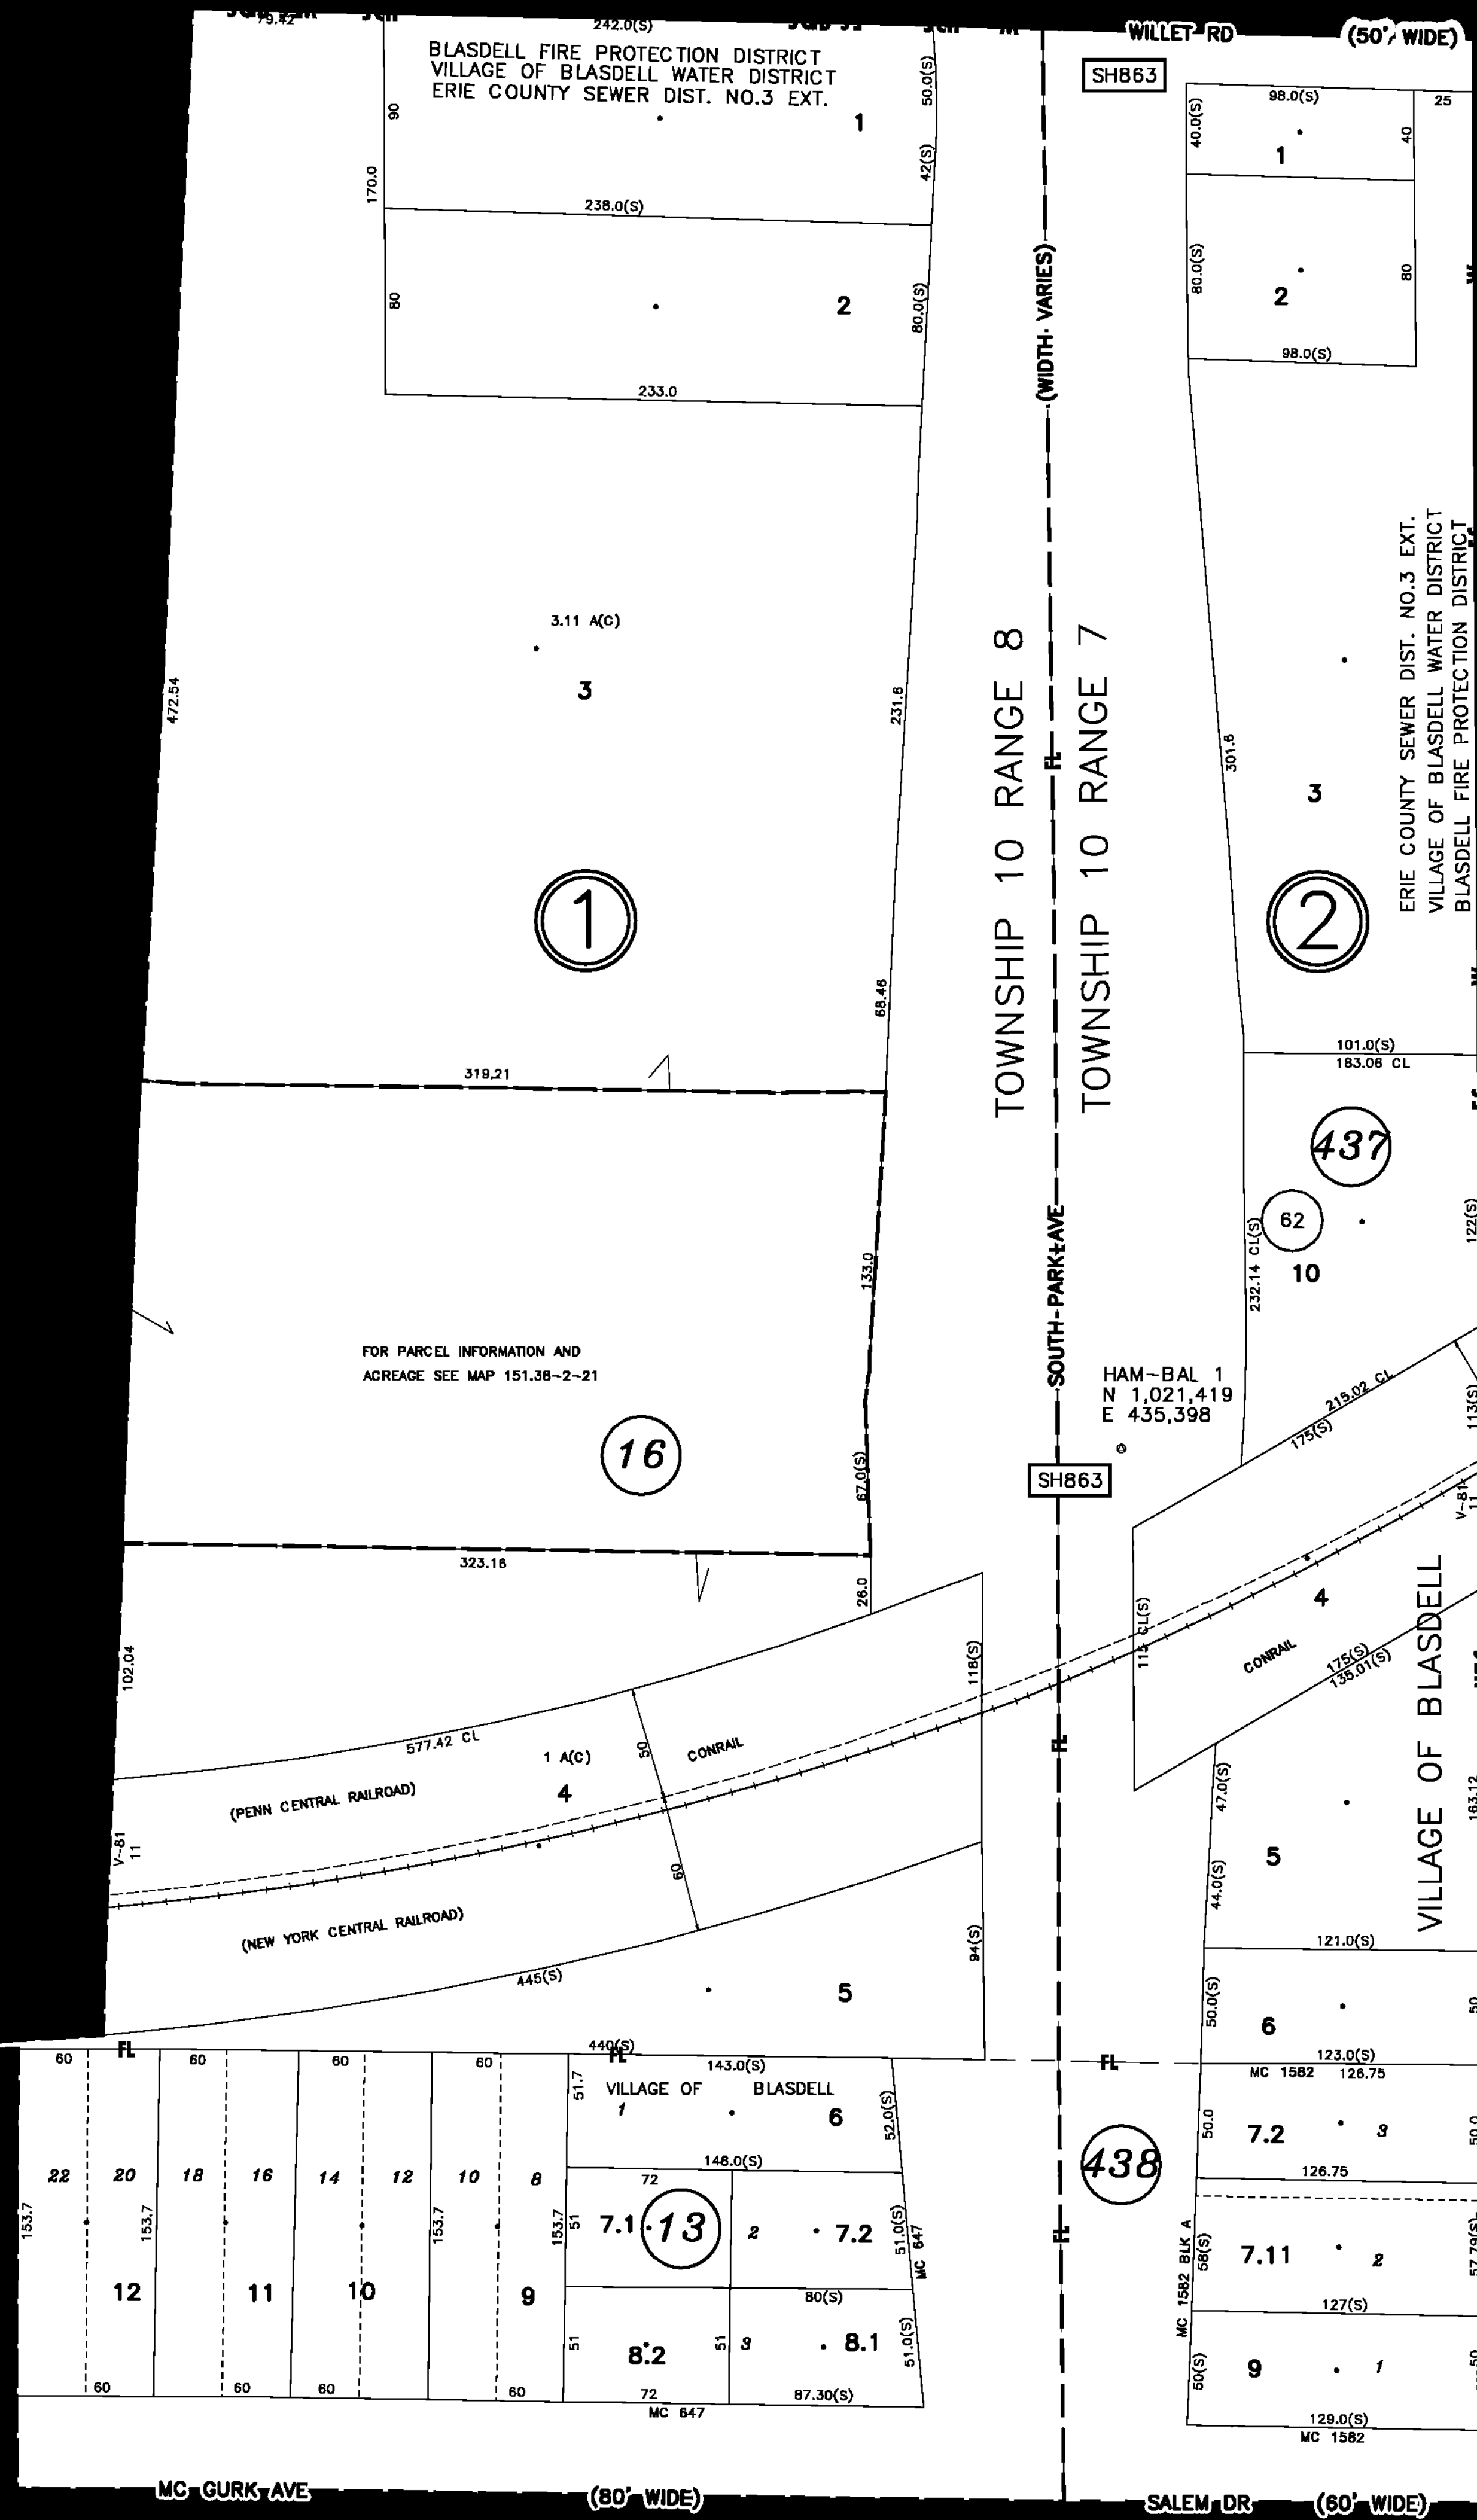 79.42
242.0(S)
WILLET RD
(50' WIDE)
BLASDELL FIRE PROTECTION DISTRICT
VILLAGE OF BLASDELL WATER DISTRICT
ERIE COUNTY SEWER DIST. NO.3 EXT.
90
1
50.0(S)
42(S)
170.0
238.0(S)
80
2
80.0(S)
233.0
SH863
98.0(S)
25
40.0(S)
40
1
80.0(S)
80
2
98.0(S)
(WIDTH VARIES)
3.11 A(C)
3
472.54
231.6
TOWNSHIP 10 RANGE 8
FL
TOWNSHIP 10 RANGE 7
301.6
3
ERIE COUNTY SEWER DIST. NO.3 EXT.
VILLAGE OF BLASDELL WATER DISTRICT
BLASDELL FIRE PROTECTION DISTRICT
1
2
68.46
319.21
101.0(S)
183.06 CL
437
62
10
232.14 CL(S)
122(S)
133.0
SOUTH PARK AVE
FOR PARCEL INFORMATION AND
ACREAGE SEE MAP 151.38-2-21
16
67.0(S)
HAM-BAL 1
N 1,021,419
E 435,398
SH863
215.02 CL
175(S)
113(S)
V-81
11
323.16
26.0
102.04
118(S)
115 CL(S)
4
CONRAIL
175(S)
135.01(S)
VILLAGE OF BLASDELL
577.42 CL
1 A(C)
4
50
CONRAIL
(PENN CENTRAL RAILROAD)
V-81
11
60
(NEW YORK CENTRAL RAILROAD)
FL
47.0(S)
163.12
5
44.0(S)
94(S)
445(S)
5
121.0(S)
50.0(S)
50
6
123.0(S)
MC 1582
126.75
440(S)
FL
FL
FL
60
60
60
60
143.0(S)
51.7
VILLAGE OF BLASDELL
1
6
52.0(S)
148.0(S)
72
438
50.0
7.2
3
50.0
126.75
22
20
18
16
14
12
10
8
153.7
153.7
153.7
153.7
51
7.1
13
2
7.2
51.0(S)
MC 647
FL
MC 1582 BLK A
58(S)
7.11
2
57.79(S)
127(S)
12
11
10
9
80(S)
51
8.2
51
3
8.1
51.0(S)
50(S)
9
1
50
60
60
60
60
72
87.30(S)
MC 647
129.0(S)
MC 1582
MC GURK AVE
(80' WIDE)
SALEM DR
(60' WIDE)